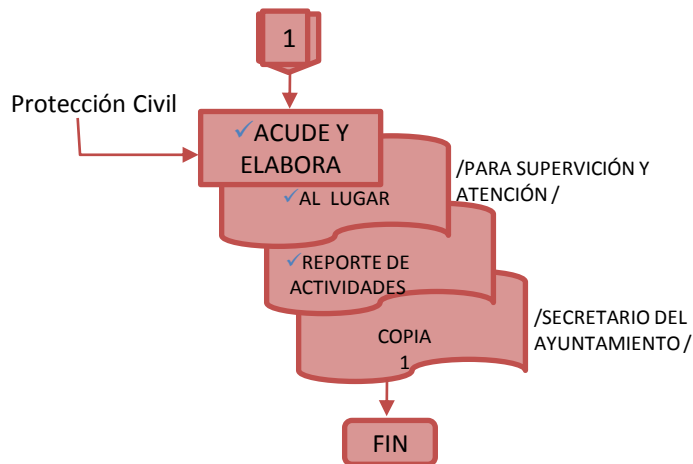 1
Protección Civil
✓ACUDE Y
ELABORA
/PARA SUPERVICIÓN Y
ATENCIÓN /
✓AL LUGAR
✓REPORTE DE
ACTIVIDADES
/SECRETARIO DEL
AYUNTAMIENTO /
COPIA
1
FIN